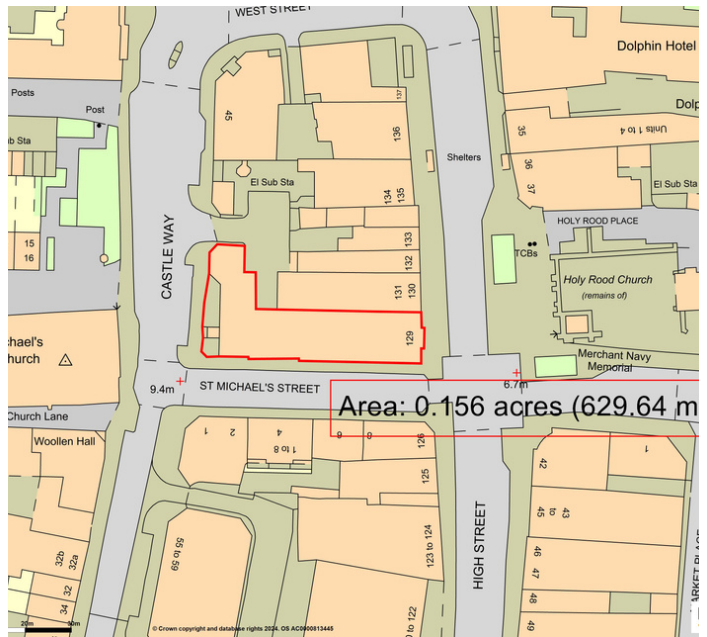 WEST STREET
Dolphin Hotel
Posts
Post
45
137
136
35
Units 1 to 4
36
37
Shelters
El Sub Sta
El Sub Sta
134
135
HOLY ROOD PLACE
15
16
CASTLE WAY
133
132
TCBs
131
130
Holy Rood Church
(remains of)
129
Merchant Navy
Memorial
9.4m
ST MICHAEL'S STREET
6.7m
Area: 0.156 acres (629.64 m
Church Lane
Woollen Hall
1
2
4
1 to 8
6
8
126
125
42
1
43
to
45
123 to 124
HIGH STREET
55 to 59
46
47
48
49
32b
32a
32
34
20m
30m
© Crown copyright and database rights 2024. OS AC0000813445